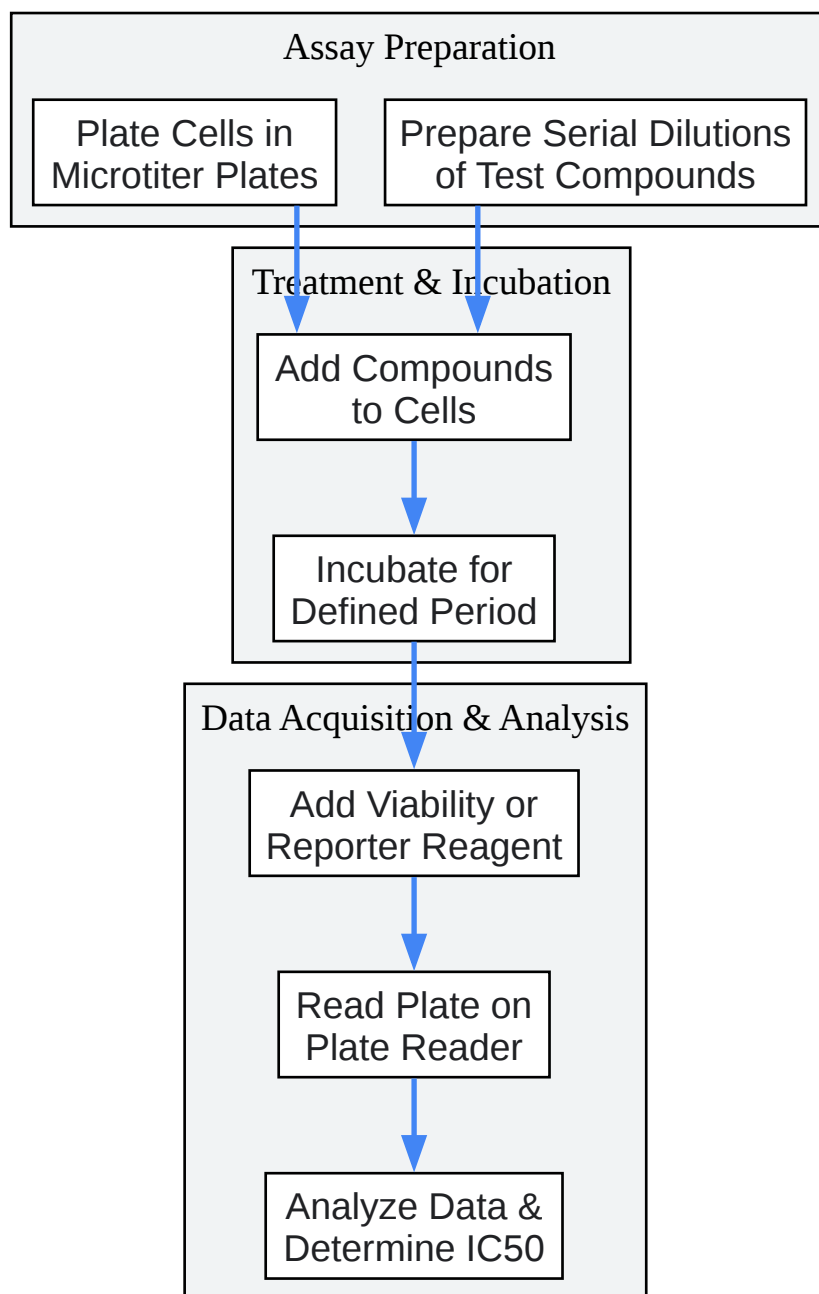 Assay Preparation
Plate Cells in
Microtiter Plates
Prepare Serial Dilutions
of Test Compounds
Treatment & Incubation
Add Compounds
to Cells
Incubate for
Defined Period
Data Acquisition & Analysis
Add Viability or
Reporter Reagent
Read Plate on
Plate Reader
Analyze Data &
Determine IC50